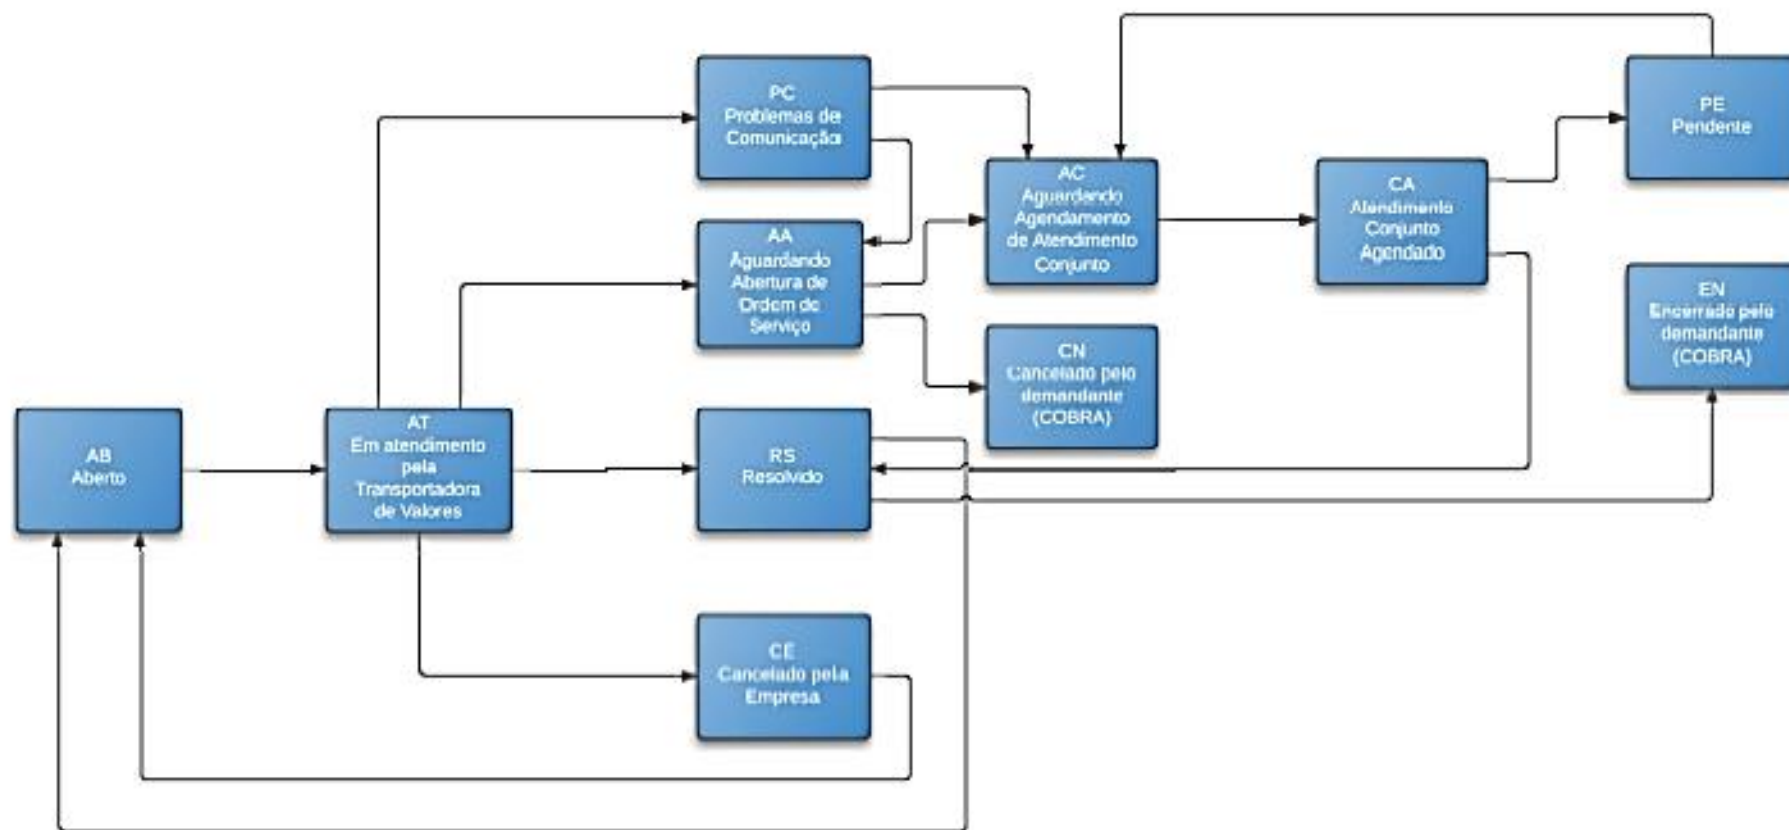 PC
Problemas de
Comunicação
PE
Pendente
AC
Aguardando
Agendamento
de Atendimento
Conjunto
CA
Atendimento
Conjunto
Agendado
AA
Aguardando
Abertura de
Ordem de
Serviço
EN
Encerrado pelo
demandante
(COBRA)
CN
Cancelado pelo
demandante
(COBRA)
AB
Aberto
AT
Em atendimento
pela
Transportadora
de Valores
RS
Resolvido
CE
Cancelado pela
Empresa